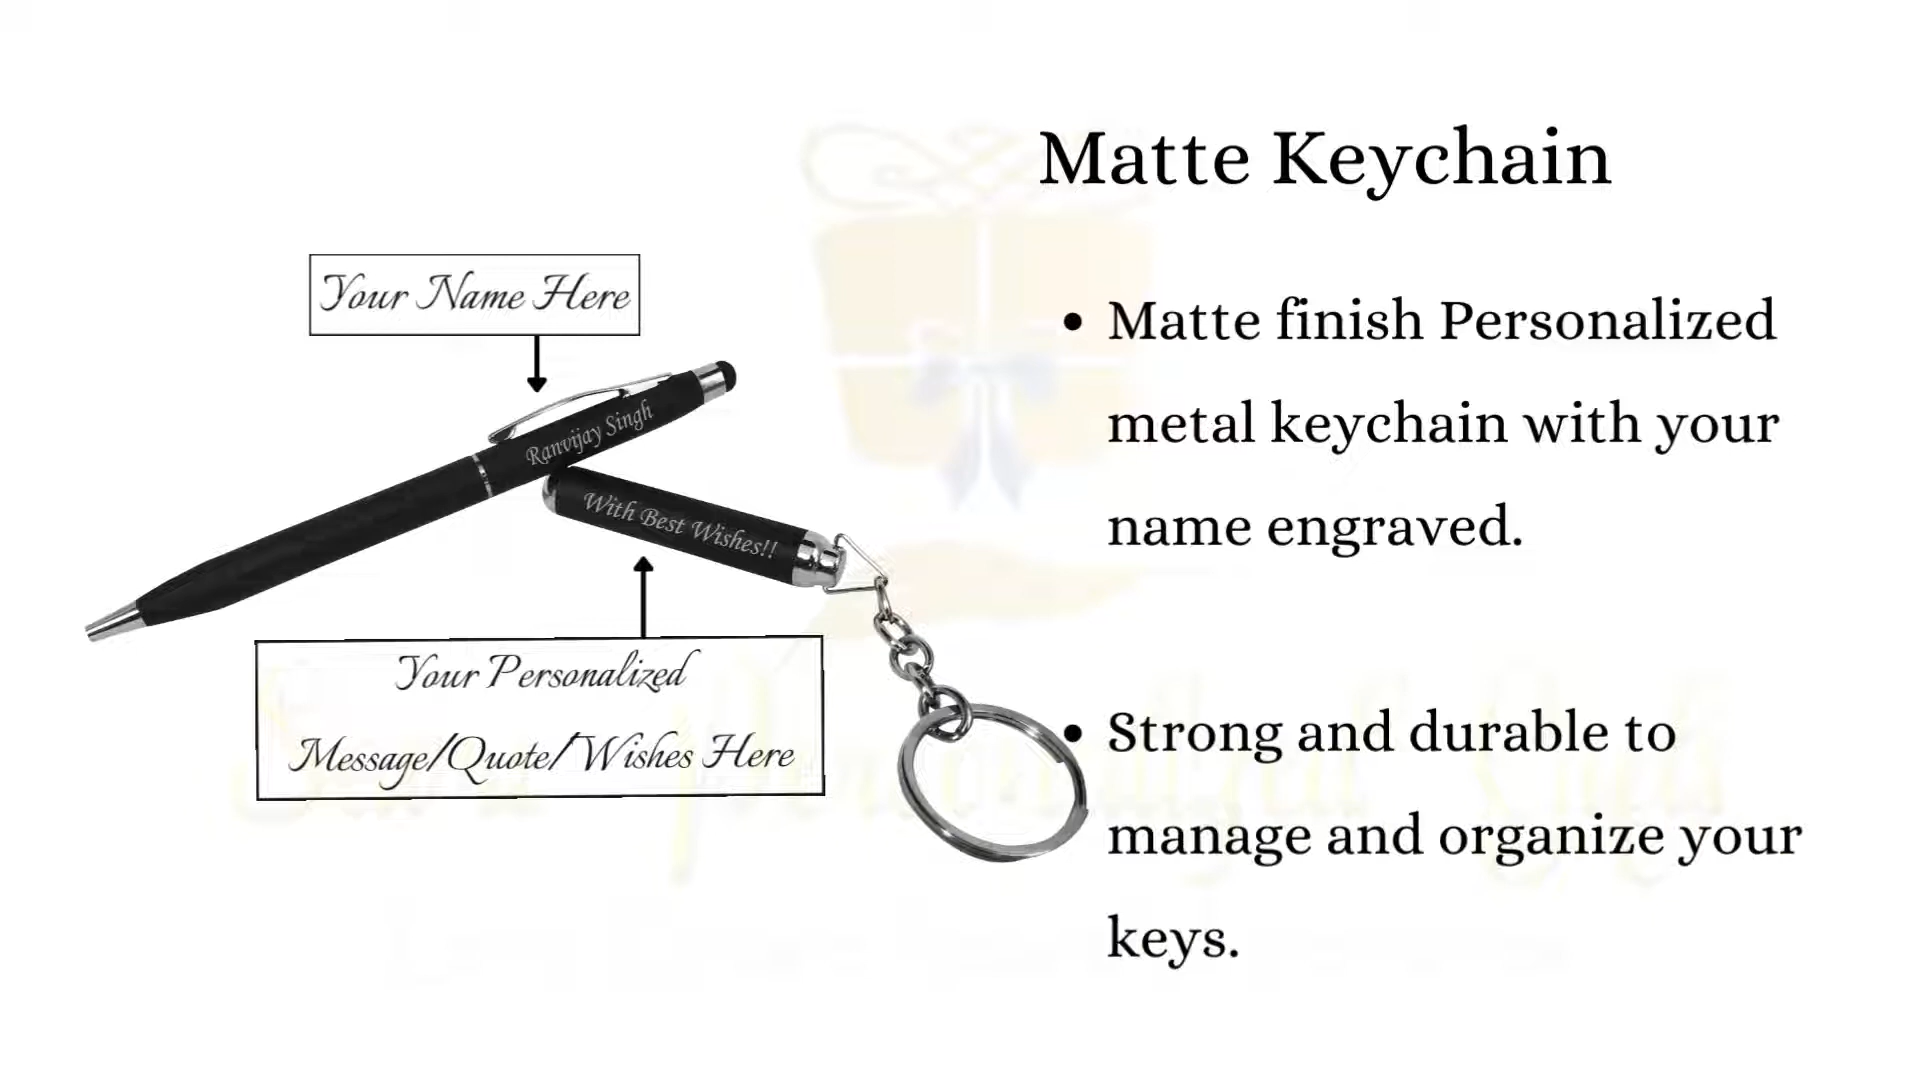 Matte Keychain
Your Name Here
Ranvijay Singh
With Best Wishes!!
Your Personalized
Message/Quote/Wishes Here
• Matte finish Personalized
metal keychain with your
name engraved.
• Strong and durable to
manage and organize your
keys.